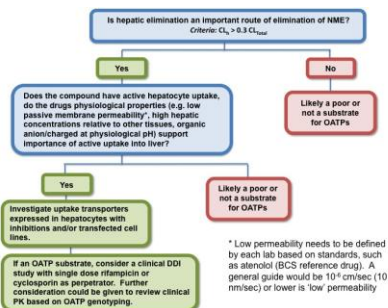 Is hepatic elimination an important route of elimination of NME?
Criteria: CLh > 0.3 CLTotal
Yes
No
Does the compound have active hepatocyte uptake,
do the drugs physiological properties (e.g. low
passive membrane permeability*, high hepatic
concentrations relative to other tissues, organic
anion/charged at physiological pH) support
importance of active uptake into liver?
Likely a poor or
not a substrate
for OATPs
Yes
Likely a poor or
not a substrate
for OATPs
Investigate uptake transporters
expressed in hepatocytes with
inhibitions and/or transfected cell
lines.
If an OATP substrate, consider a clinical DDI
study with single dose rifampicin or
cyclosporin as perpetrator. Further
consideration could be given to review clinical
PK based on OATP genotyping.
* Low permeability needs to be defined
by each lab based on standards, such
as atenolol (BCS reference drug). A
general guide would be 10-6 cm/sec (10
nm/sec) or lower is 'low' permeability